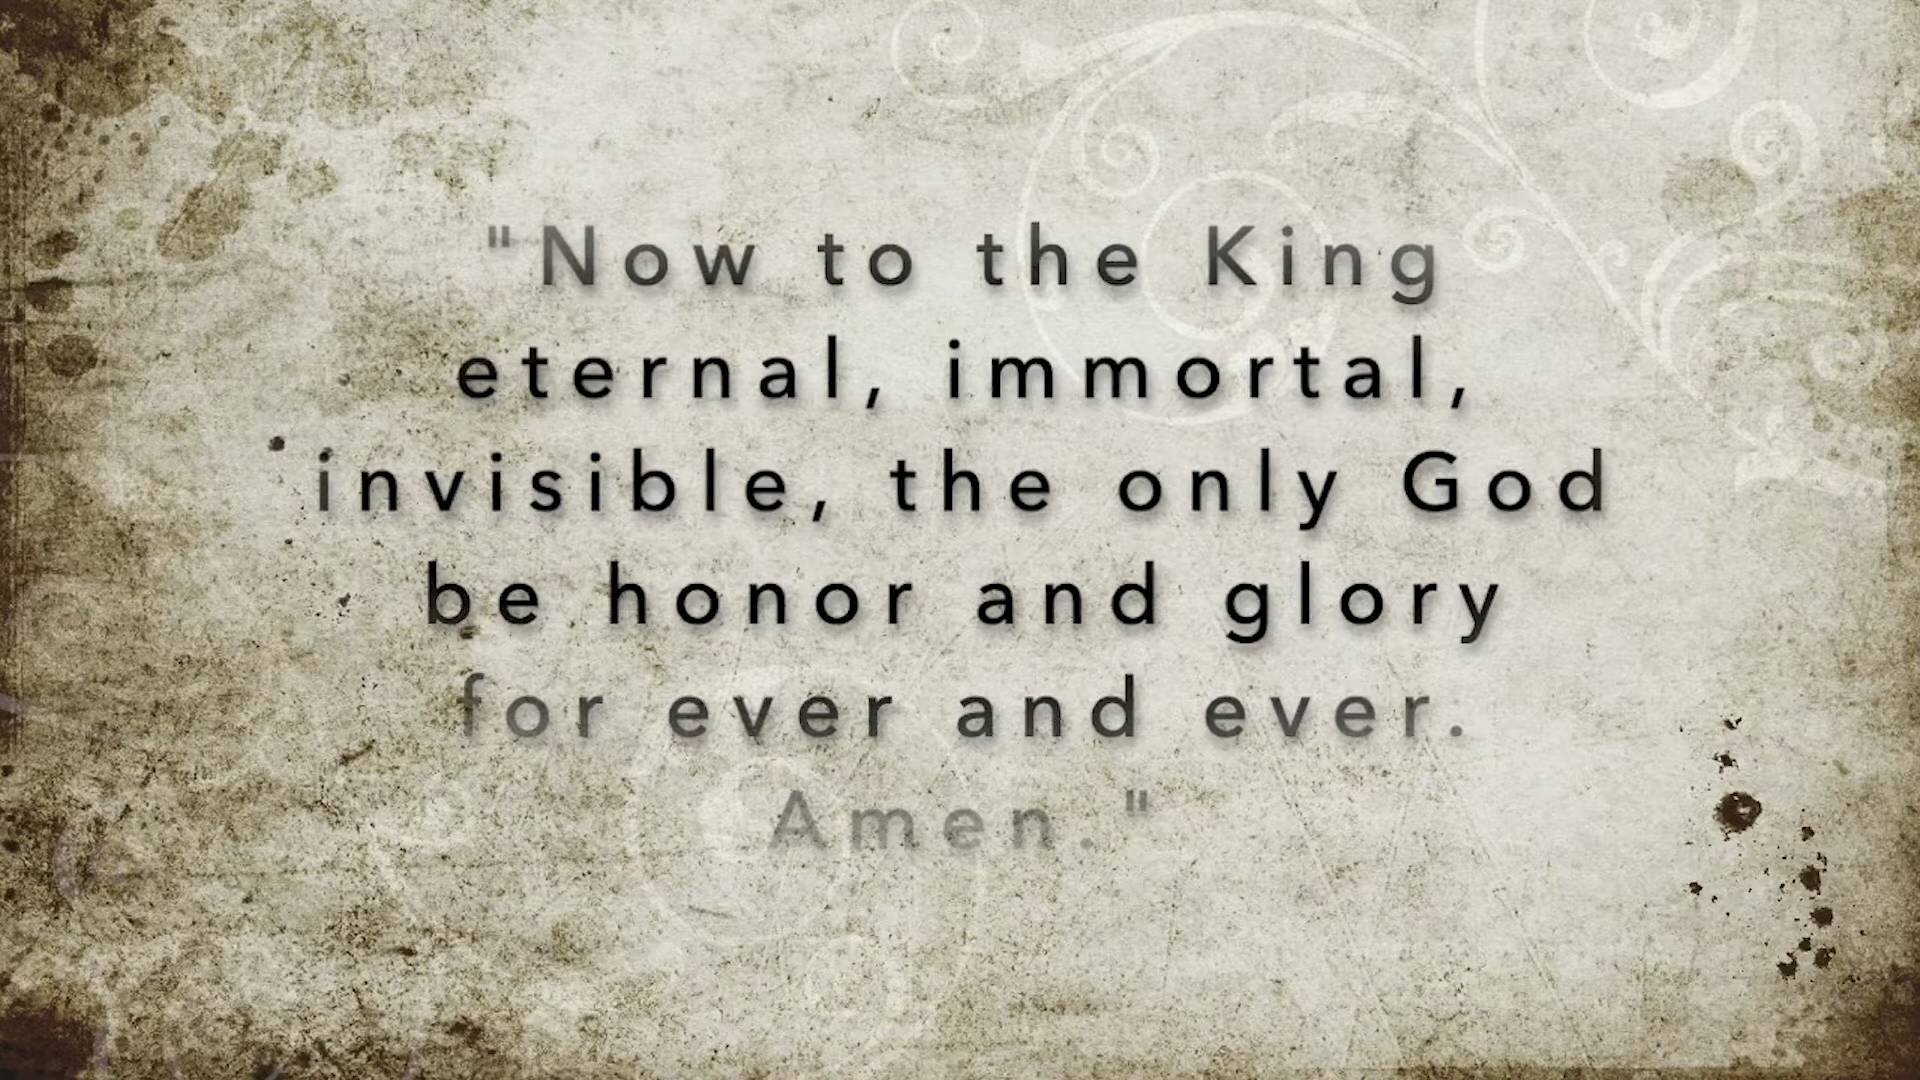 "Now to the King
eternal, immortal,
invisible, the only God
be honor and glory
for ever and ever.
Amen."